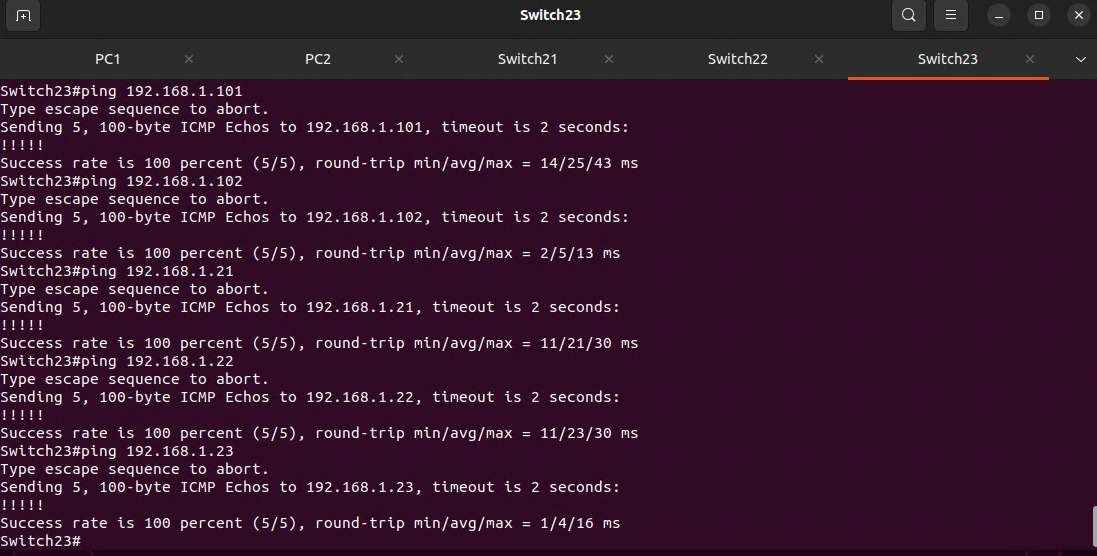 Switch23
PC1 × PC2 × Switch21 × Switch22 × Switch23 ×
Switch23#ping 192.168.1.101
Type escape sequence to abort.
Sending 5, 100-byte ICMP Echos to 192.168.1.101, timeout is 2 seconds:
!!!!!
Success rate is 100 percent (5/5), round-trip min/avg/max = 14/25/43 ms
Switch23#ping 192.168.1.102
Type escape sequence to abort.
Sending 5, 100-byte ICMP Echos to 192.168.1.102, timeout is 2 seconds:
!!!!!
Success rate is 100 percent (5/5), round-trip min/avg/max = 2/5/13 ms
Switch23#ping 192.168.1.21
Type escape sequence to abort.
Sending 5, 100-byte ICMP Echos to 192.168.1.21, timeout is 2 seconds:
!!!!!
Success rate is 100 percent (5/5), round-trip min/avg/max = 11/21/30 ms
Switch23#ping 192.168.1.22
Type escape sequence to abort.
Sending 5, 100-byte ICMP Echos to 192.168.1.22, timeout is 2 seconds:
!!!!!
Success rate is 100 percent (5/5), round-trip min/avg/max = 11/23/30 ms
Switch23#ping 192.168.1.23
Type escape sequence to abort.
Sending 5, 100-byte ICMP Echos to 192.168.1.23, timeout is 2 seconds:
!!!!!
Success rate is 100 percent (5/5), round-trip min/avg/max = 1/4/16 ms
Switch23#